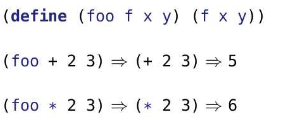 (define (foo f x y) (f x y))
(foo + 2 3) ⇒ (+ 2 3) ⇒ 5
(foo * 2 3) ⇒ (* 2 3) ⇒ 6